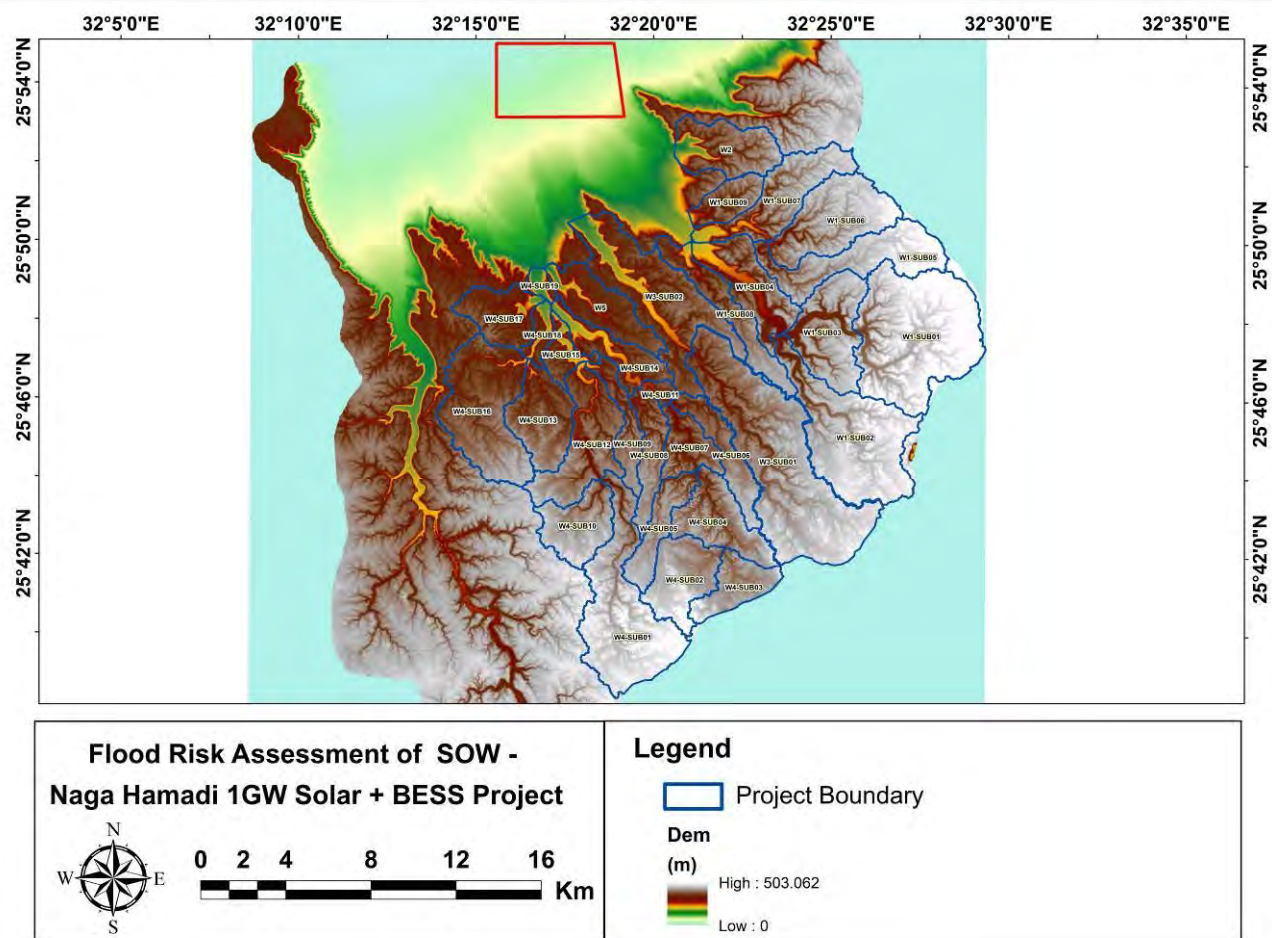 32°5'0"E 32°10'0"E 32°15'0"E 32°20'0"E 32°25'0"E 32°30'0"E 32°35'0"E
25°54'0"N 25°54'0"N
W2
W1-SUB09 W1-SUB07
W1-SUB06
25°50'0"N 25°50'0"N
W1-SUB05
W4-SUB19 W1-SUB04
W3-SUB02
W5
W4-SUB17 W1-SUB08
W4-SUB18 W1-SUB03 W1-SUB01
W4-SUB15
W4-SUB14
25°46'0"N 25°46'0"N
W4-SUB11
W4-SUB16
W4-SUB13
W1-SUB02
W4-SUB12 W4-SUB09 W4-SUB07
W4-SUB08 W4-SUB06 W3-SUB01
25°42'0"N 25°42'0"N
W4-SUB10 W4-SUB05 W4-SUB04
W4-SUB02 W4-SUB03
W4-SUB01
Flood Risk Assessment of SOW -
Naga Hamadi 1GW Solar + BESS Project
N
W E
S
0 2 4 8 12 16
Km
Legend
Project Boundary
Dem
(m)
High : 503.062
Low : 0